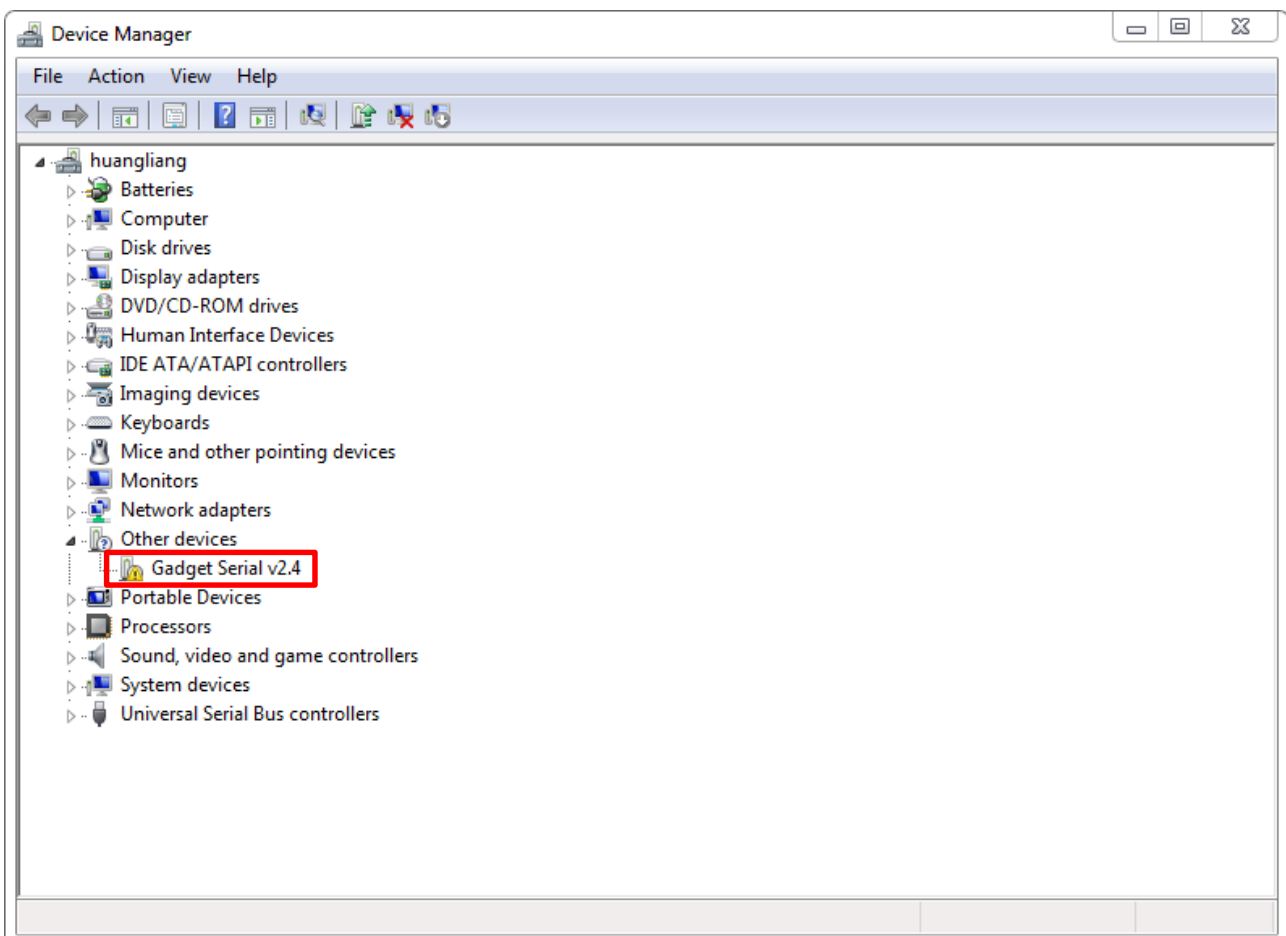 Device Manager
File Action View Help
huangliang
Batteries
Computer
Disk drives
Display adapters
DVD/CD-ROM drives
Human Interface Devices
IDE ATA/ATAPI controllers
Imaging devices
Keyboards
Mice and other pointing devices
Monitors
Network adapters
Other devices
Gadget Serial v2.4
Portable Devices
Processors
Sound, video and game controllers
System devices
Universal Serial Bus controllers